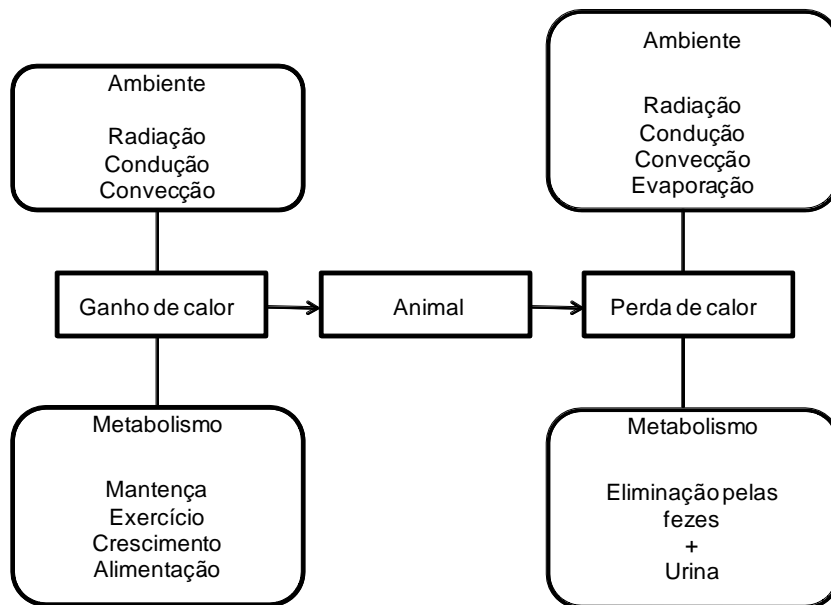 Ambiente
Radiação
Condução
Convecção
Ambiente
Radiação
Condução
Convecção
Evaporação
Ganho de calor
Animal
Perda de calor
Metabolismo
Mantença
Exercício
Crescimento
Alimentação
Metabolismo
Eliminação pelas
fezes
+
Urina